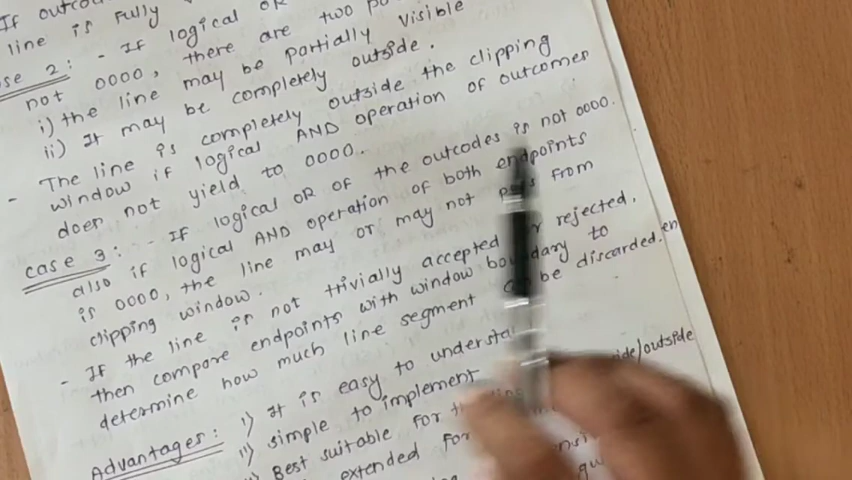 If outco
line is fully
logical OR
Case 2: - If
not 0000, there are two po
i) the line may be partially visible
ii) It may be completely outside.
- The line is completely outside the clipping
window if logical AND operation of outcomes
does not yield to 0000.
case 3: - If logical OR of the outcodes is not 0000.
also if logical AND operation of both endpoints
is 0000, the line may or may not pass from
clipping window.
- If the line is not trivially accepted or rejected,
then compare endpoints with window boundary to
determine how much line segment can be discarded.
Advantages: i) It is easy to understa
ii) simple to implement
Best suitable for ide/outside
extended for